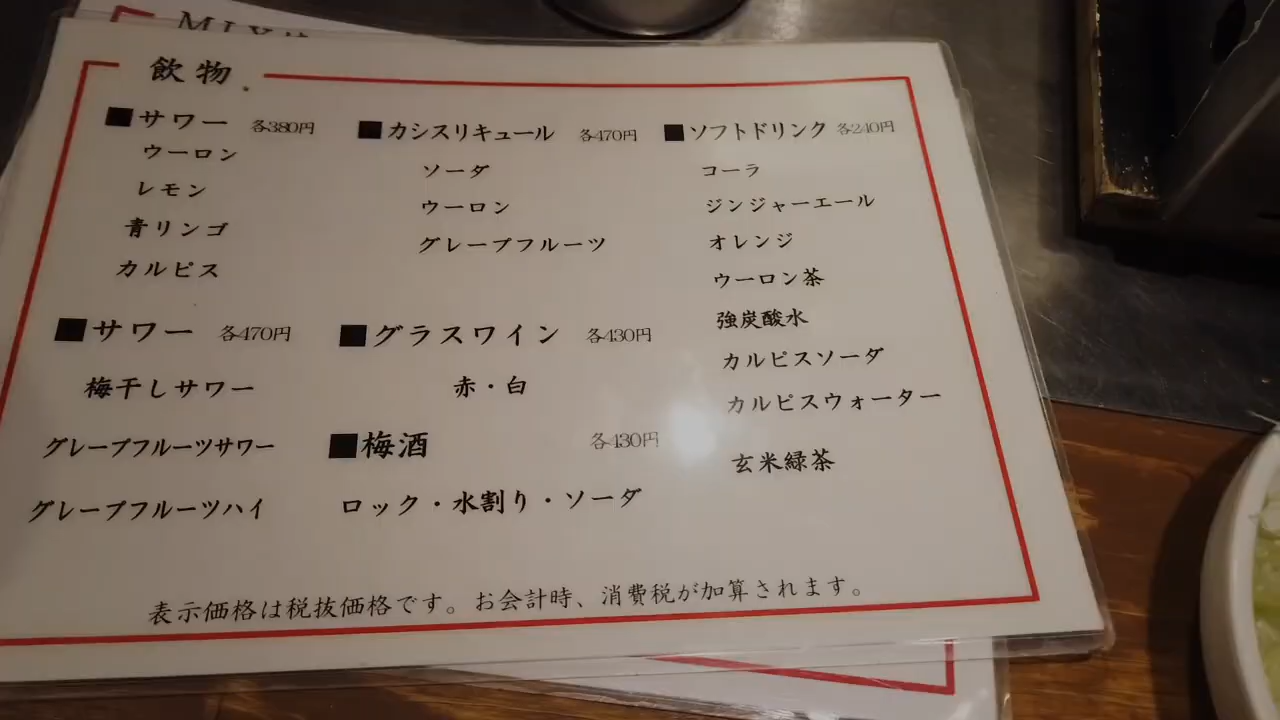 飲物
■サワー 各380円
ウーロン
レモン
青リンゴ
カルピス
■サワー 各470円
梅干しサワー
グレープフルーツサワー
グレープフルーツハイ
■カシスリキュール 各470円
ソーダ
ウーロン
グレープフルーツ
■グラスワイン 各430円
赤・白
■梅酒 各430円
ロック・水割り・ソーダ
■ソフトドリンク 各240円
コーラ
ジンジャーエール
オレンジ
ウーロン茶
強炭酸水
カルピスソーダ
カルピスウォーター
玄米緑茶
表示価格は税抜価格です。お会計時、消費税が加算されます。